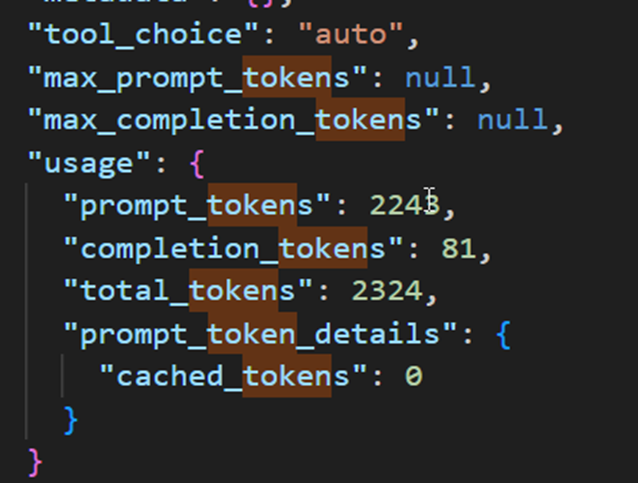 "tool_choice": "auto",
"max_prompt_tokens": null,
"max_completion_tokens": null,
"usage": {
"prompt_tokens": 2243,
"completion_tokens": 81,
"total_tokens": 2324,
"prompt_token_details": {
"cached_tokens": 0
}
}